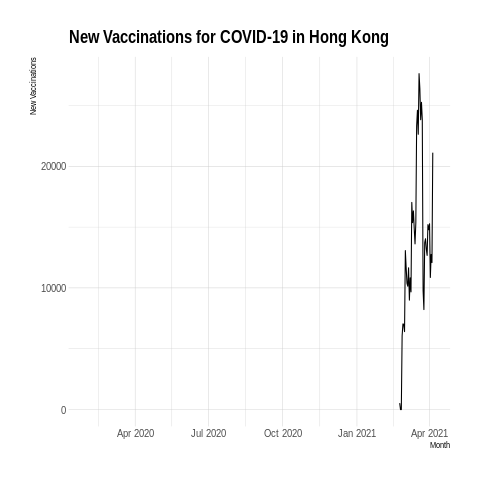 New Vaccinations for COVID-19 in Hong Kong
New Vaccinations
20000
10000
0
Apr 2020
Jul 2020
Oct 2020
Jan 2021
Apr 2021
Month